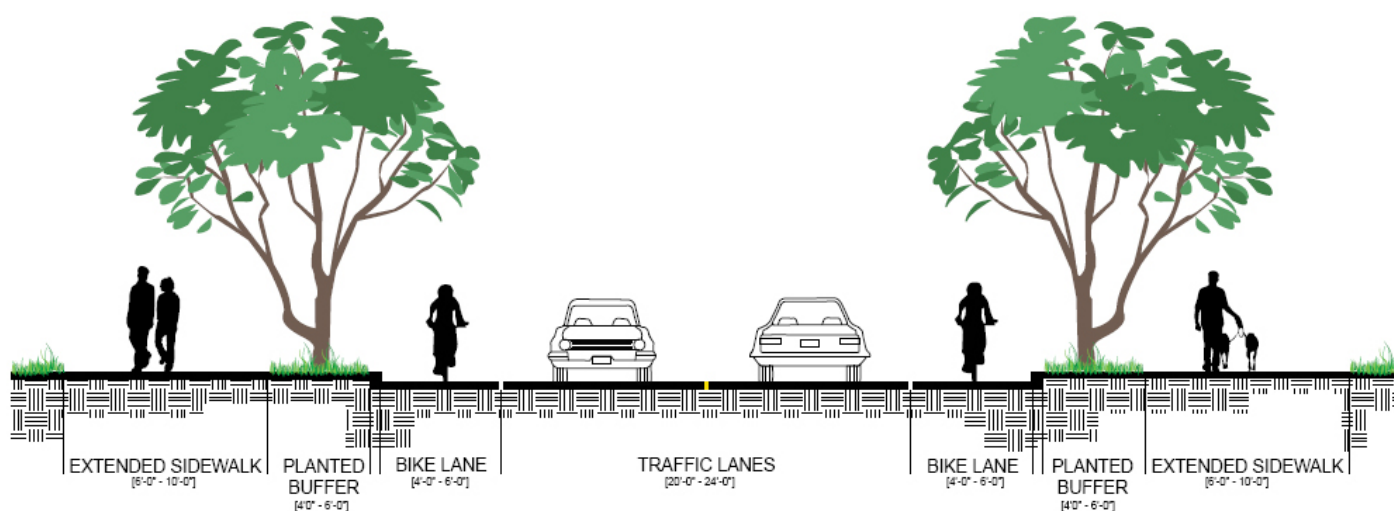 EXTENDED SIDEWALK
[6'-0" - 10'-0"]
PLANTED
BUFFER
[4'0" - 6'-0"]
BIKE LANE
[4'-0" - 6'-0"]
TRAFFIC LANES
[20'-0" - 24'-0"]
BIKE LANE
[4'-0" - 6'-0"]
PLANTED
BUFFER
[4'0" - 6'-0"]
EXTENDED SIDEWALK
[6'-0" - 10'-0"]